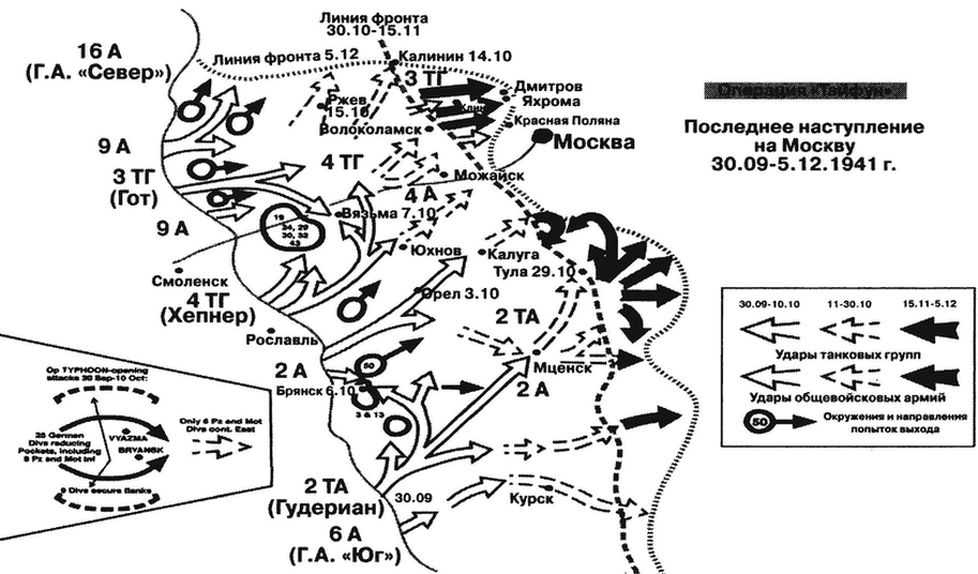 Линия фронта
30.10-15.11
16 А
(Г.А. «Север»)
Линия фронта 5.12
Калинин 14.10
3 ТГ
Дмитров
Яхрома
Клин
Ржев
15.10
Волоколамск
Красная Поляна
Москва
Операция «Тайфун»
Последнее наступление
на Москву
30.09-5.12.1941 г.
9 А
3 ТГ
(Гот)
9 А
4 ТГ
Можайск
4 А
Вязьма 7.10
19
24, 29
30, 32
43
Юхнов
Калуга
Тула 29.10
Смоленск
4 ТГ
(Хепнер)
Орел 3.10
Рославль
2 ТА
Мценск
2 А
50
Брянск 6.10
3 & 13
2 А
2 ТА
(Гудериан)
30.09
Курск
6 А
(Г.А. «Юг»)
30.09-10.10
11-30.10
15.11-5.12
Удары танковых групп
Удары общевойсковых армий
50
Окружения и направления
попыток выхода
Op TYPHOON-opening
attacks 30 Sep-10 Oct:
Only 6 Pz and Mot
Divs cont. East
VYAZMA
BRYANSK
25 German
Divs reducing
Pockets, including
8 Pz and Mot Inf
Divs secure flanks